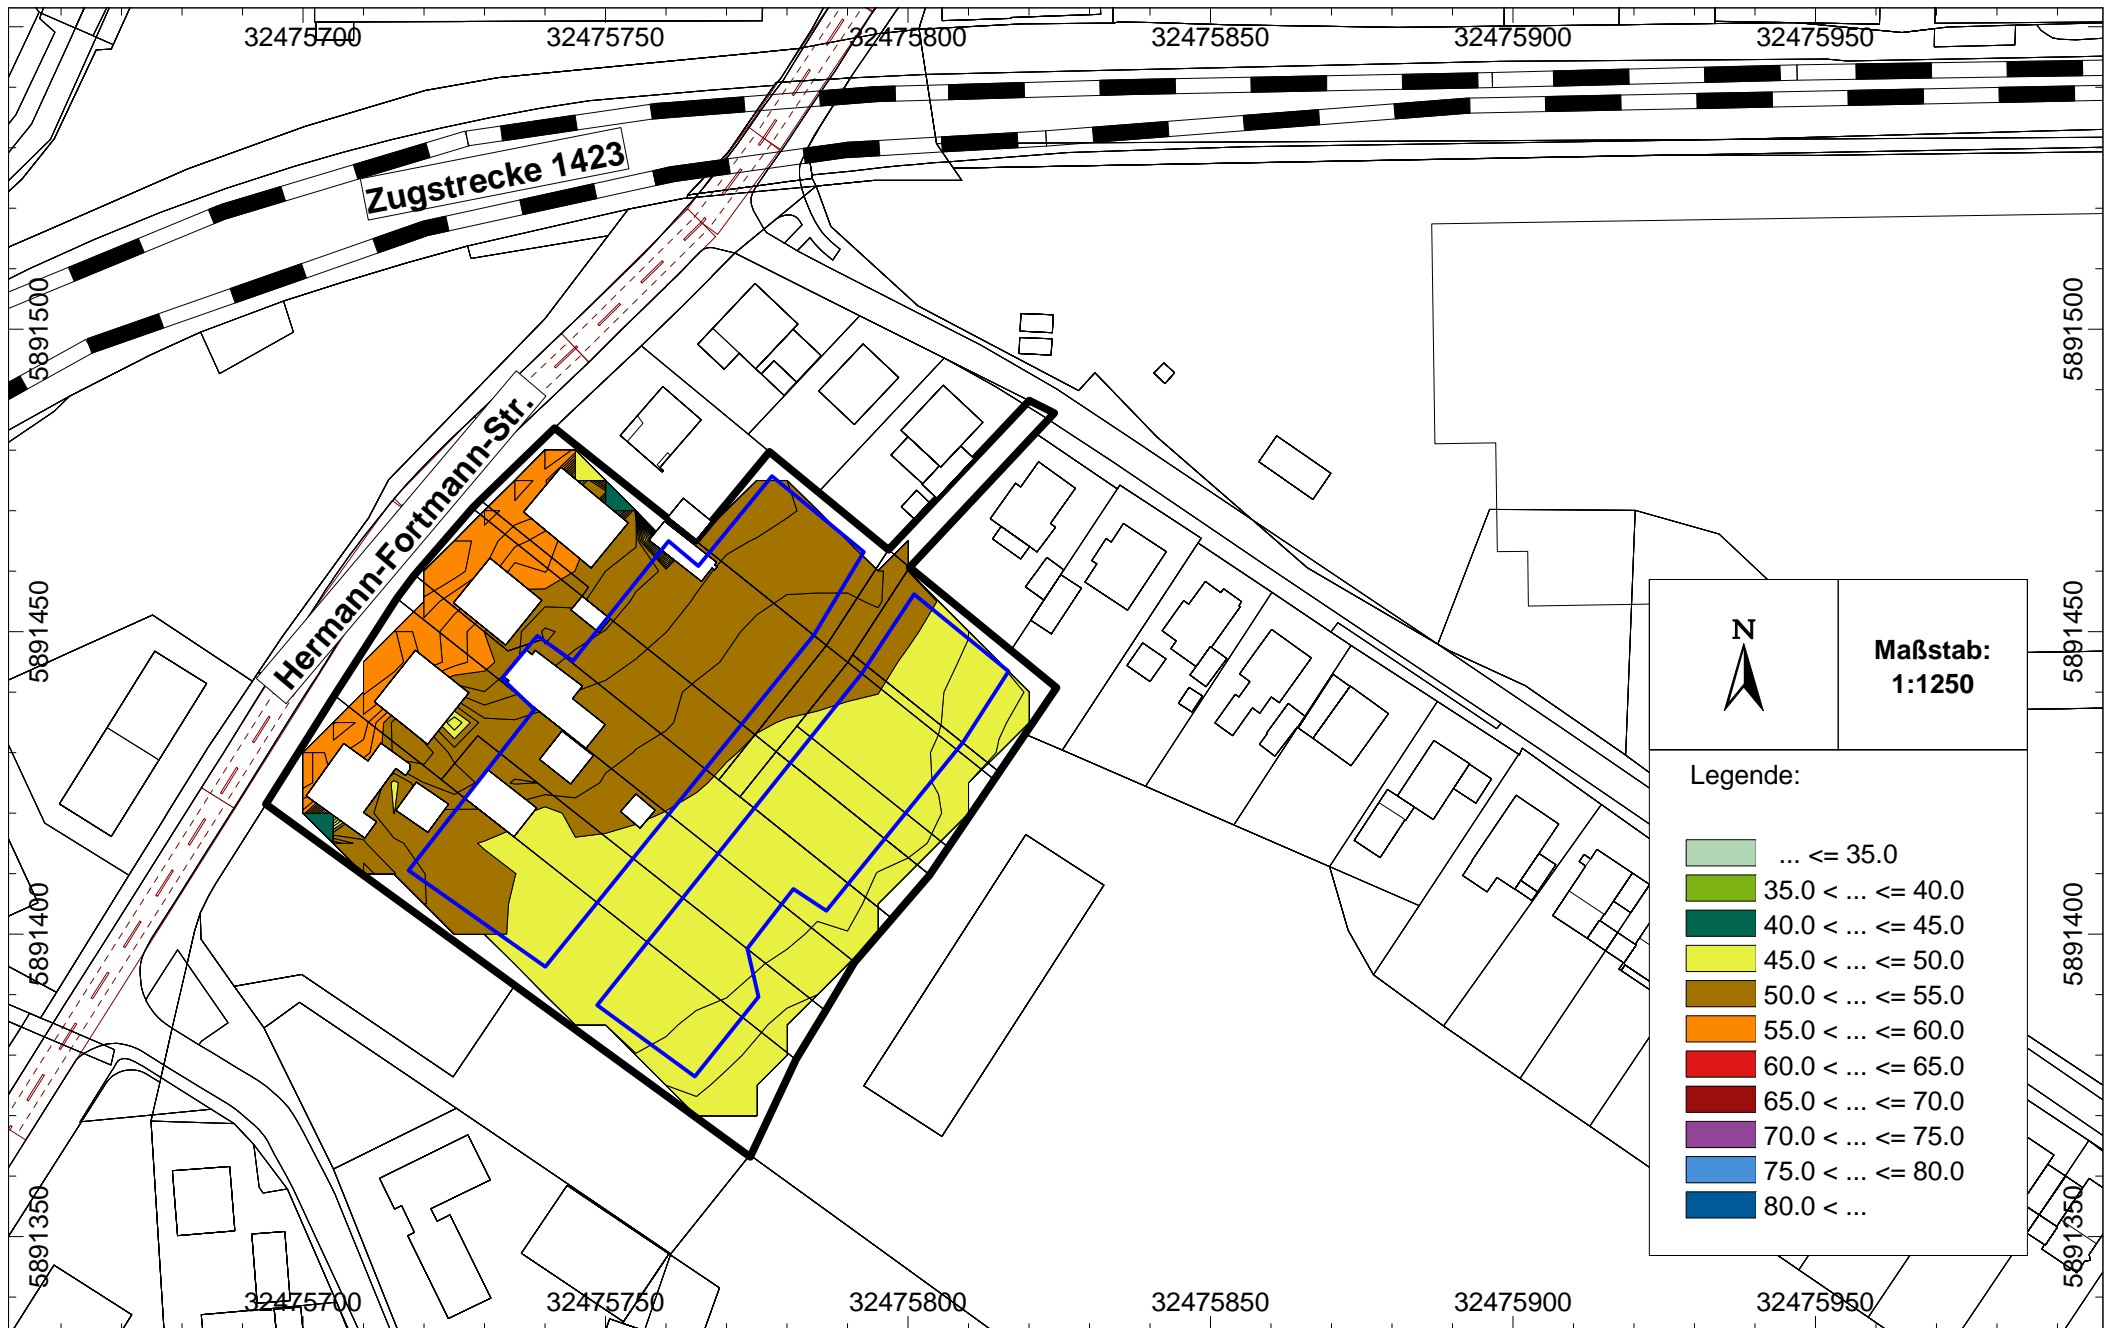 32475700 32475750 32475800 32475850 32475900 32475950
Zugstrecke 1423
5891500 5891500
Hermann-Fortmann-Str.
5891450 5891450
N
Maßstab:
1:1250
Legende:
... <= 35.0
35.0 < ... <= 40.0
40.0 < ... <= 45.0
45.0 < ... <= 50.0
50.0 < ... <= 55.0
55.0 < ... <= 60.0
60.0 < ... <= 65.0
65.0 < ... <= 70.0
70.0 < ... <= 75.0
75.0 < ... <= 80.0
80.0 < ...
5891400 5891400
5891350 5891350
32475700 32475750 32475800 32475850 32475900 32475950